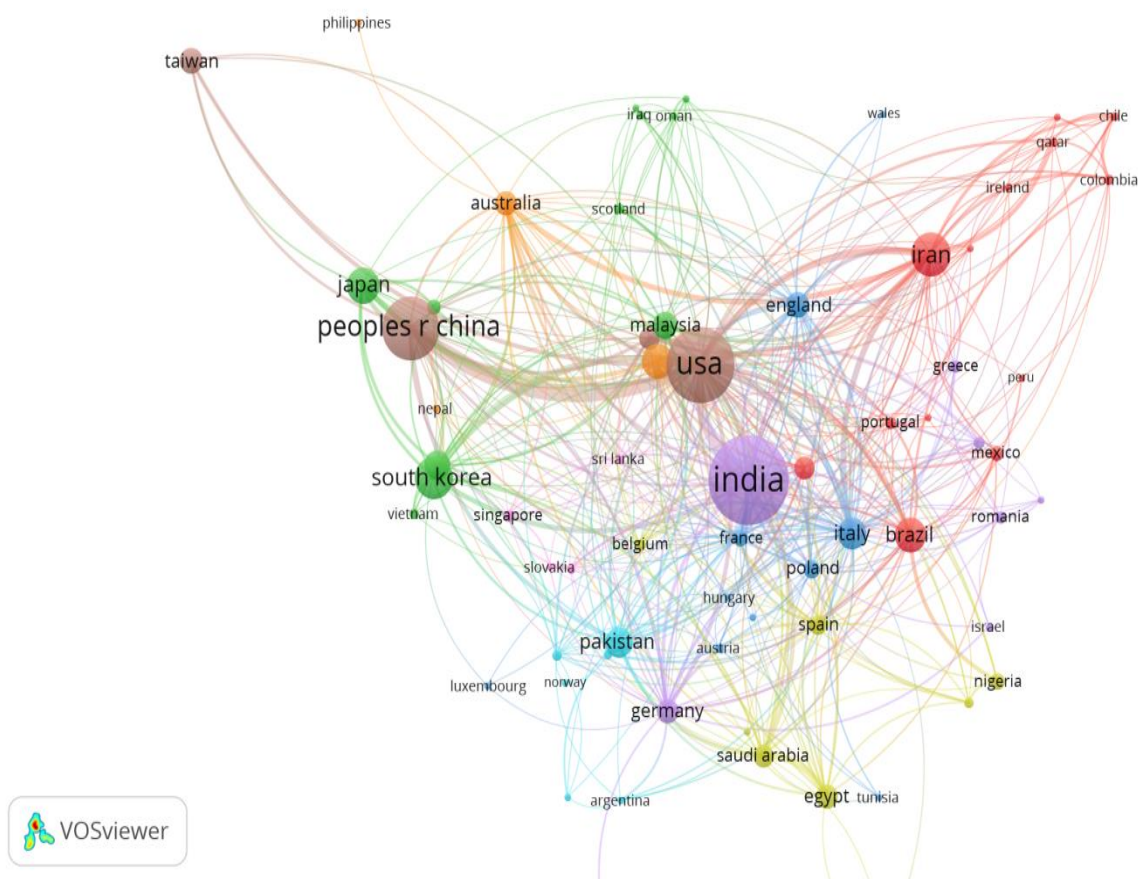 philippines
taiwan
iraq
oman
wales
chile
qatar
colombia
ireland
scotland
australia
iran
japan
england
peoples r china
malaysia
usa
greece
peru
nepal
portugal
mexico
sri lanka
south korea
india
vietnam
singapore
romania
italy
brazil
france
belgium
slovakia
poland
hungary
spain
israel
pakistan
austria
norway
luxembourg
nigeria
germany
saudi arabia
egypt
tunisia
argentina
VOSviewer